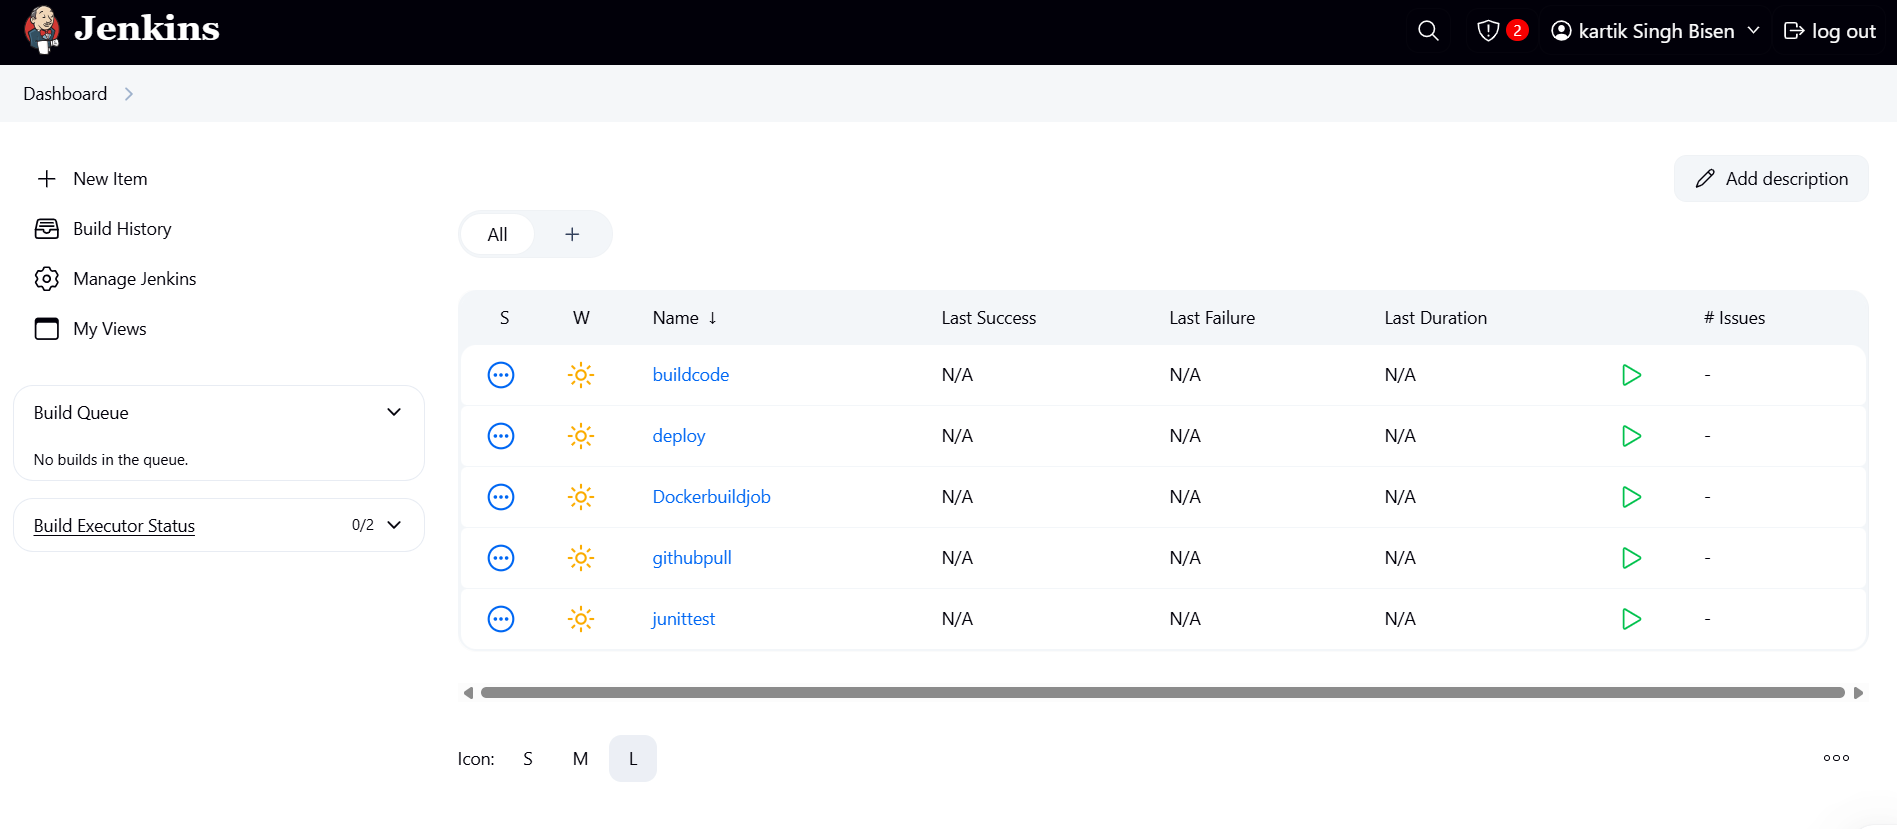 Jenkins
2
kartik Singh Bisen
log out
Dashboard
New Item
Build History
Manage Jenkins
My Views
Build Queue
No builds in the queue.
Build Executor Status 0/2
Add description
All +
S W Name ↓ Last Success Last Failure Last Duration # Issues
buildcode N/A N/A N/A -
deploy N/A N/A N/A -
Dockerbuildjob N/A N/A N/A -
githubpull N/A N/A N/A -
junittest N/A N/A N/A -
Icon: S M L